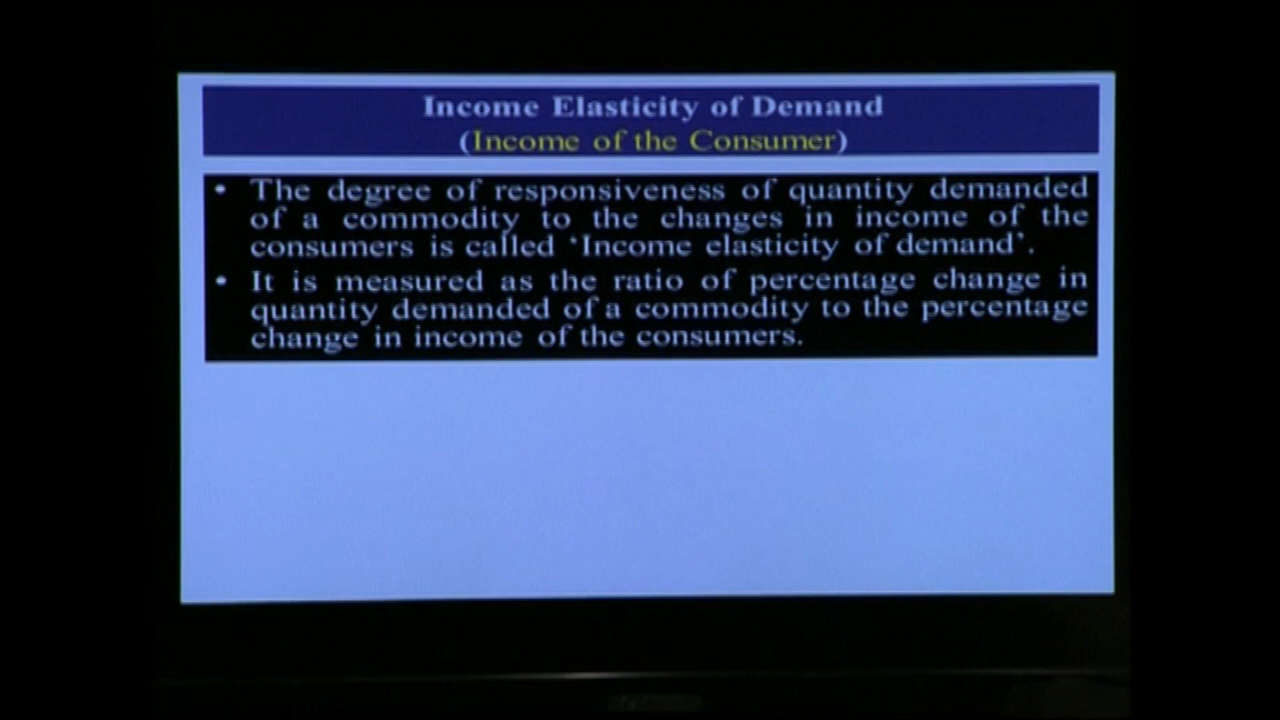 Income Elasticity of Demand
(Income of the Consumer)
• The degree of responsiveness of quantity demanded
of a commodity to the changes in income of the
consumers is called ‘Income elasticity of demand’.
• It is measured as the ratio of percentage change in
quantity demanded of a commodity to the percentage
change in income of the consumers.